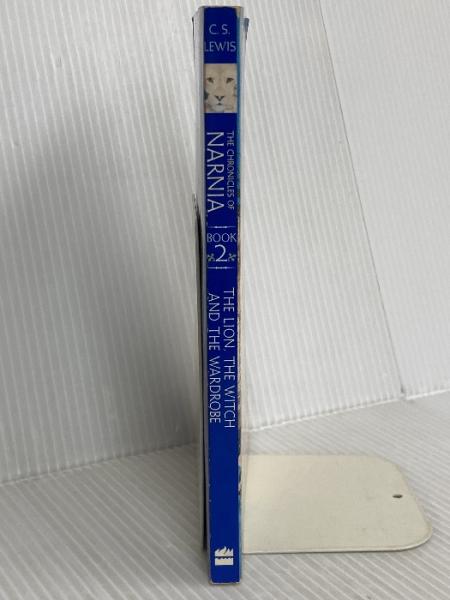 C. S.
LEWIS
THE CHRONICLES OF
NARNIA
BOOK
2
THE LION, THE WITCH
AND THE WARDROBE